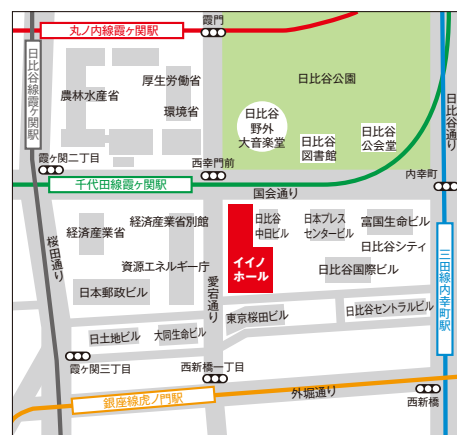 霞門
丸ノ内線霞ヶ関駅
日比谷線霞ヶ関駅
厚生労働省
農林水産省
環境省
日比谷公園
日比谷
野外
大音楽堂
日比谷
図書館
日比谷
公会堂
日比谷通り
霞ヶ関二丁目
西幸門前
内幸町
千代田線霞ヶ関駅
国会通り
桜田通り
経済産業省
経済産業省別館
資源エネルギー庁
日本郵政ビル
愛宕通り
イイノ
ホール
日比谷
中日ビル
日本プレス
センタービル
富国生命ビル
日比谷シティ
日比谷国際ビル
三田線内幸町駅
日土地ビル
大同生命ビル
東京桜田ビル
日比谷セントラルビル
霞ヶ関三丁目
西新橋一丁目
外堀通り
西新橋
銀座線虎ノ門駅